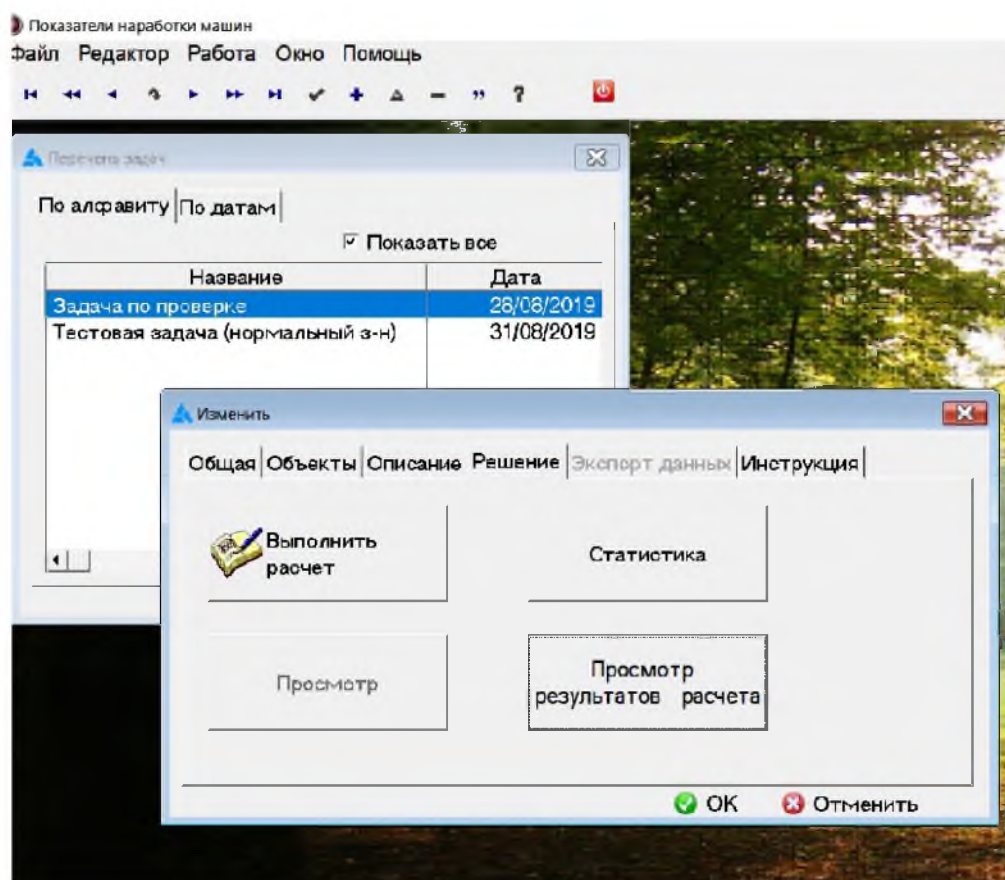 Показатели наработки машин
Файл Редактор Работа Окно Помощь
?
Перечень задач
По алфавиту По датам
Показать все
Название Дата
Задача по проверке 28/08/2019
Тестовая задача (нормальный з-н) 31/08/2019
Изменить
Общая Объекты Описание Решение Экспорт данных Инструкция
Выполнить
расчет
Статистика
Просмотр
Просмотр
результатов расчета
OK Отменить